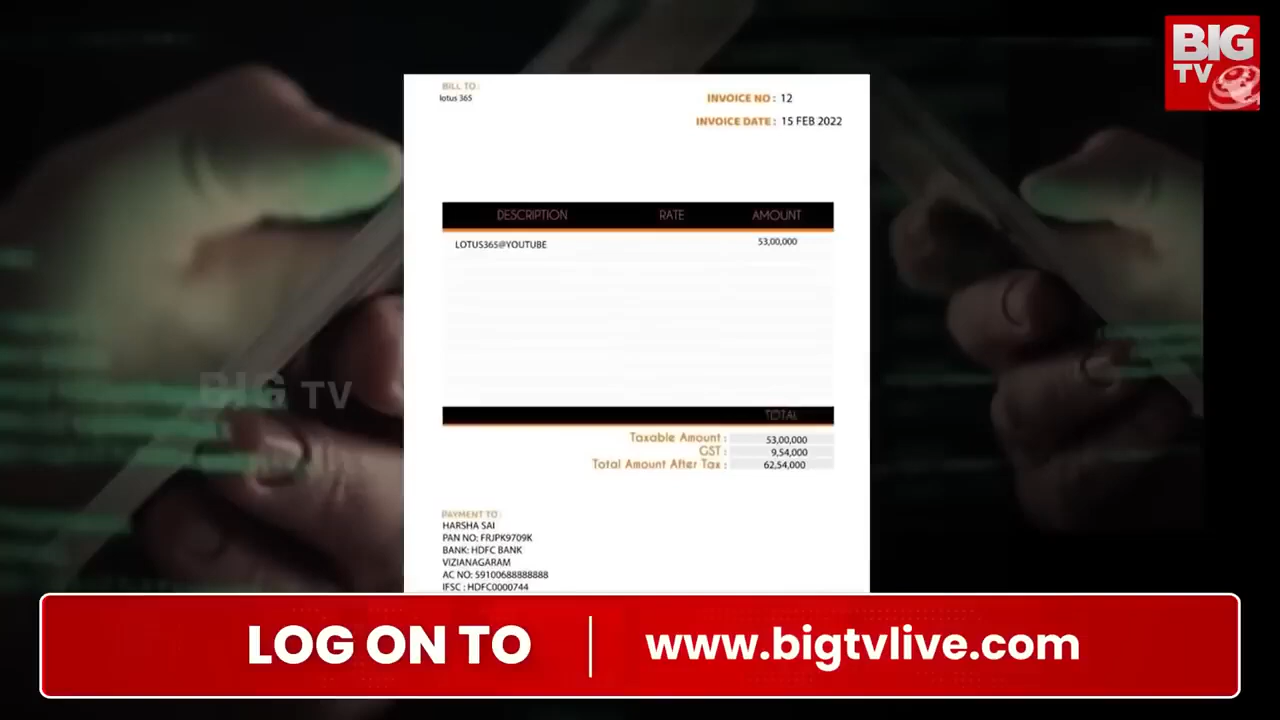 BIG
TV
BILL TO :
lotus 365
INVOICE NO : 12
INVOICE DATE : 15 FEB 2022
DESCRIPTION RATE AMOUNT
LOTUS365@YOUTUBE 53,00,000
BIG TV
TOTAL
Taxable Amount : 53,00,000
GST : 9,54,000
Total Amount After Tax : 62,54,000
PAYMENT TO :
HARSHA SAI
PAN NO: FRJPK9709K
BANK: HDFC BANK
VIZIANAGARAM
AC NO: 59100688888888
IFSC : HDFC0000744
LOG ON TO
www.bigtvlive.com